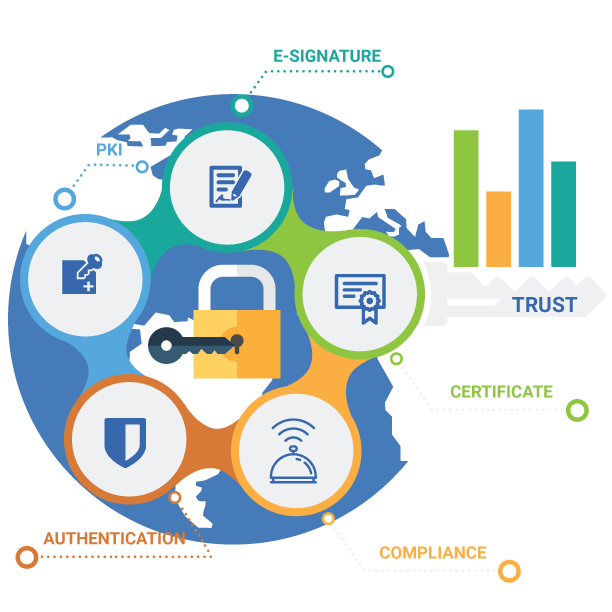 E-SIGNATURE
PKI
TRUST
CERTIFICATE
AUTHENTICATION
COMPLIANCE